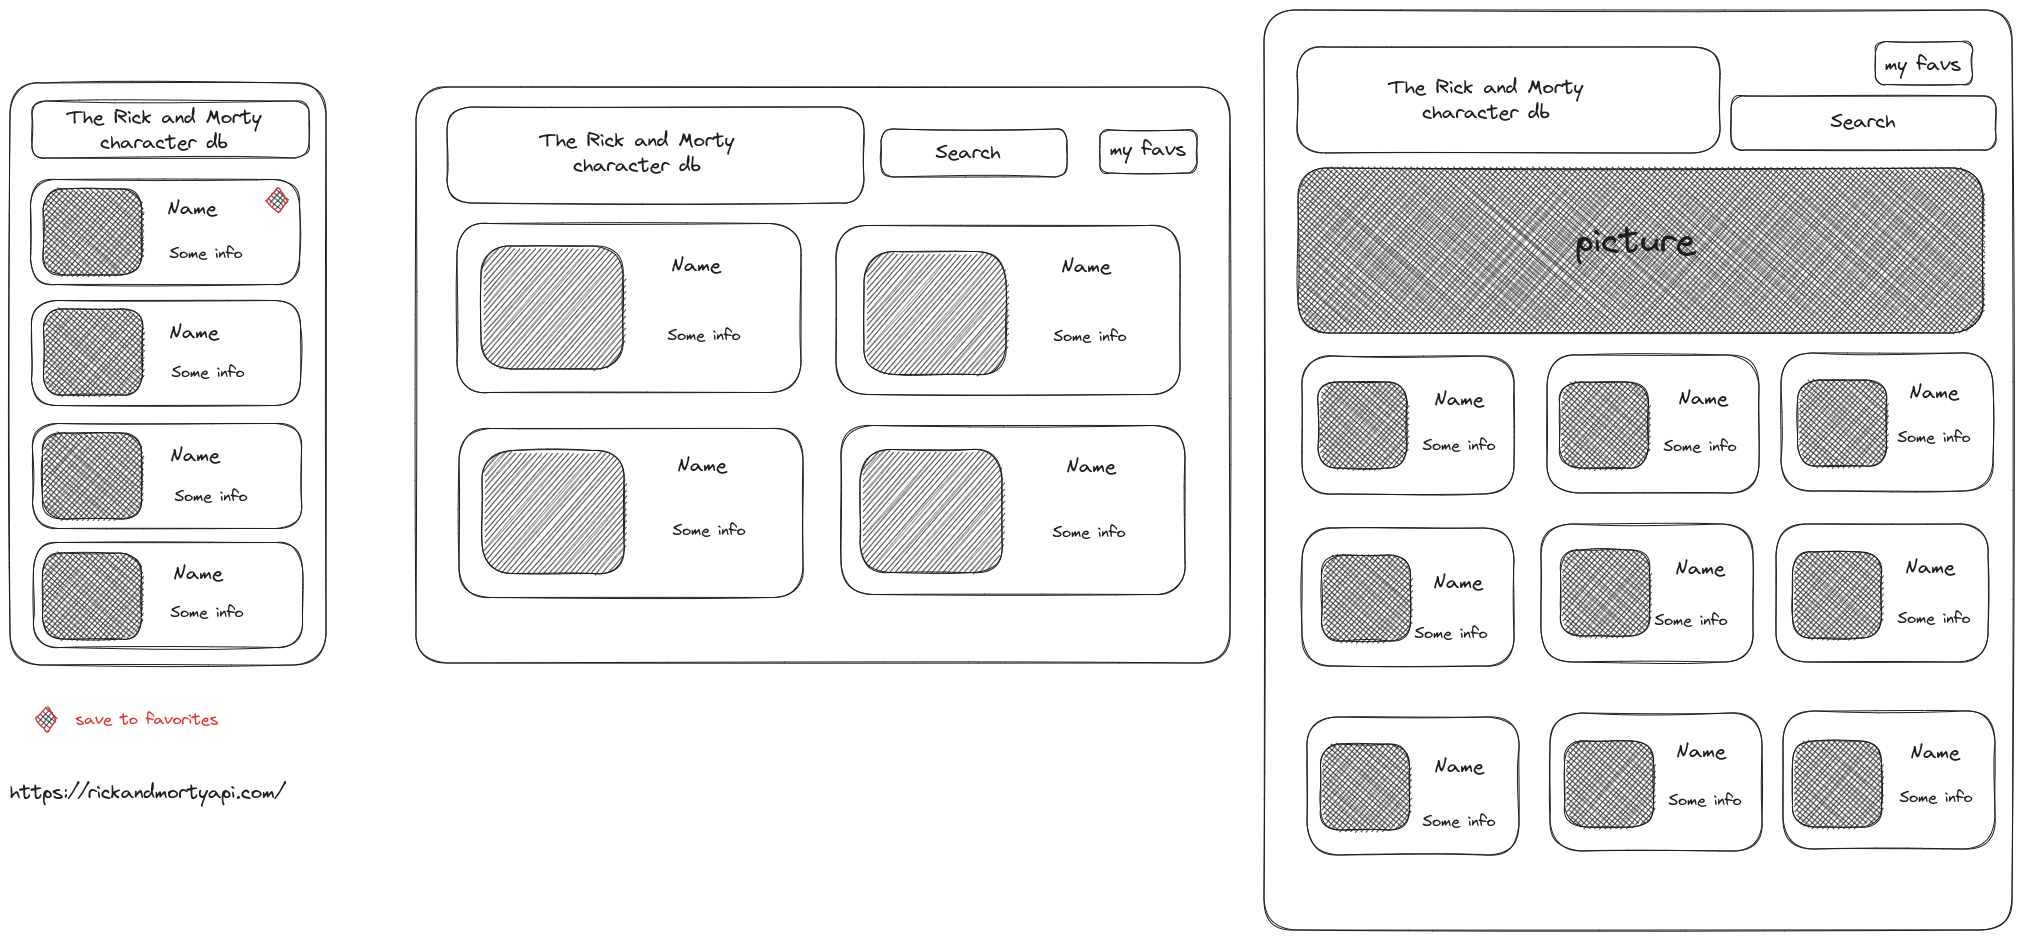 The Rick and Morty
character db
Name
Some info
Name
Some info
Name
Some info
Name
Some info
save to favorites
https://rickandmortyapi.com/
The Rick and Morty
character db
Search
my favs
Name
Some info
Name
Some info
Name
Some info
Name
Some info
The Rick and Morty
character db
my favs
Search
picture
Name
Some info
Name
Some info
Name
Some info
Name
Some info
Name
Some info
Name
Some info
Name
Some info
Name
Some info
Name
Some info